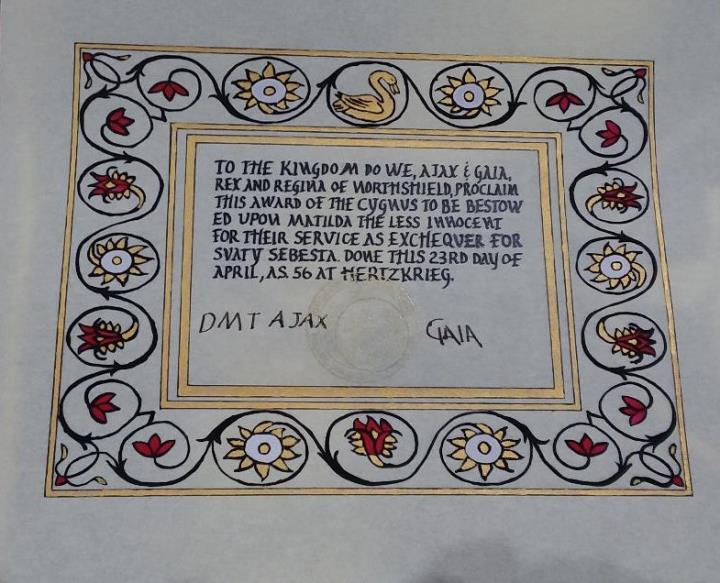 TO THE KINGDOM DO WE, AJAX & GAIA,
REX AND REGINA OF NORTHSHIELD, PROCLAIM
THIS AWARD OF THE CYGNUS TO BE BESTOW
ED UPON MATILDA THE LESS INNOCENT
FOR THEIR SERVICE AS EXCHEQUER FOR
SVATY SEBESTA. DONE THIS 23RD DAY OF
APRIL, A.S. 56 AT HERTZKRIEG.
DMT AJAX GAIA